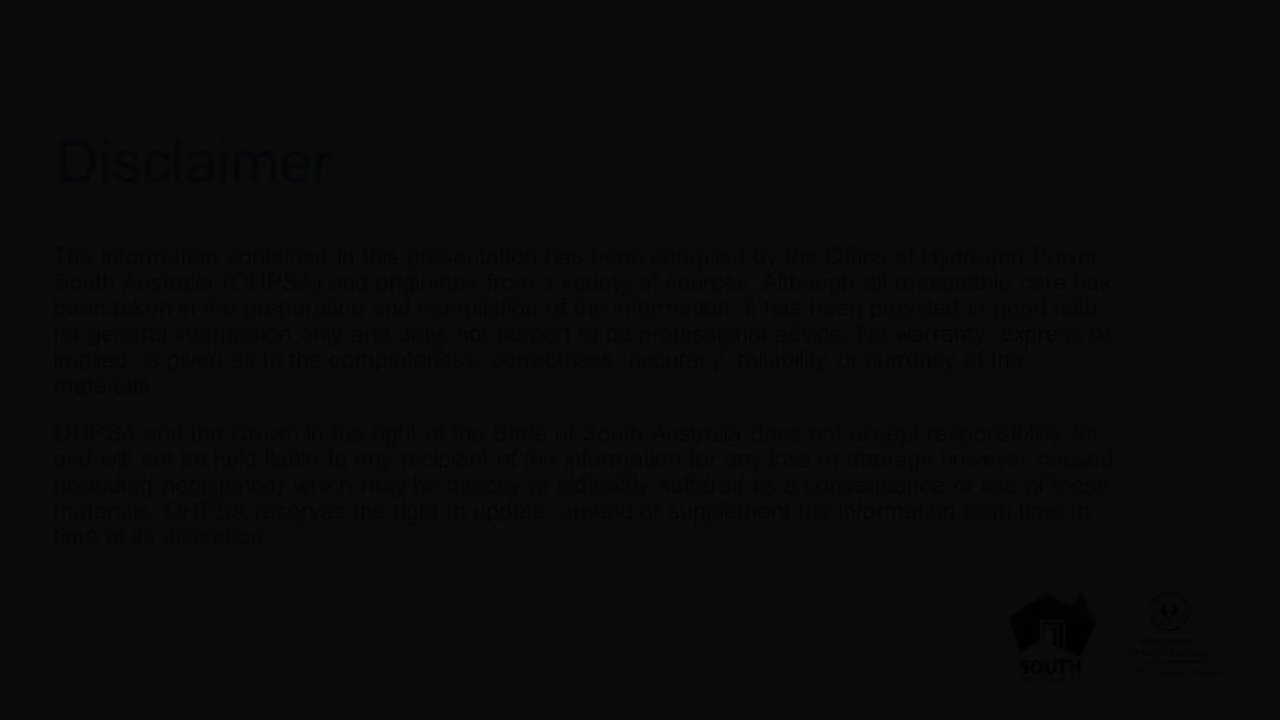 Disclaimer
The information contained in this presentation has been compiled by the Office of Hydrogen Power
South Australia (OHPSA) and originates from a variety of sources. Although all reasonable care has
been taken in the preparation and compilation of the information, it has been provided in good faith
for general information only and does not purport to be professional advice. No warranty, express or
implied, is given as to the completeness, correctness, accuracy, reliability or currency of the
materials.
OHPSA and the Crown in the right of the State of South Australia does not accept responsibility for
and will not be held liable to any recipient of the information for any loss or damage however caused
(including negligence) which may be directly or indirectly suffered as a consequence of use of these
materials. OHPSA reserves the right to update, amend or supplement the information from time to
time at its discretion.
SOUTH